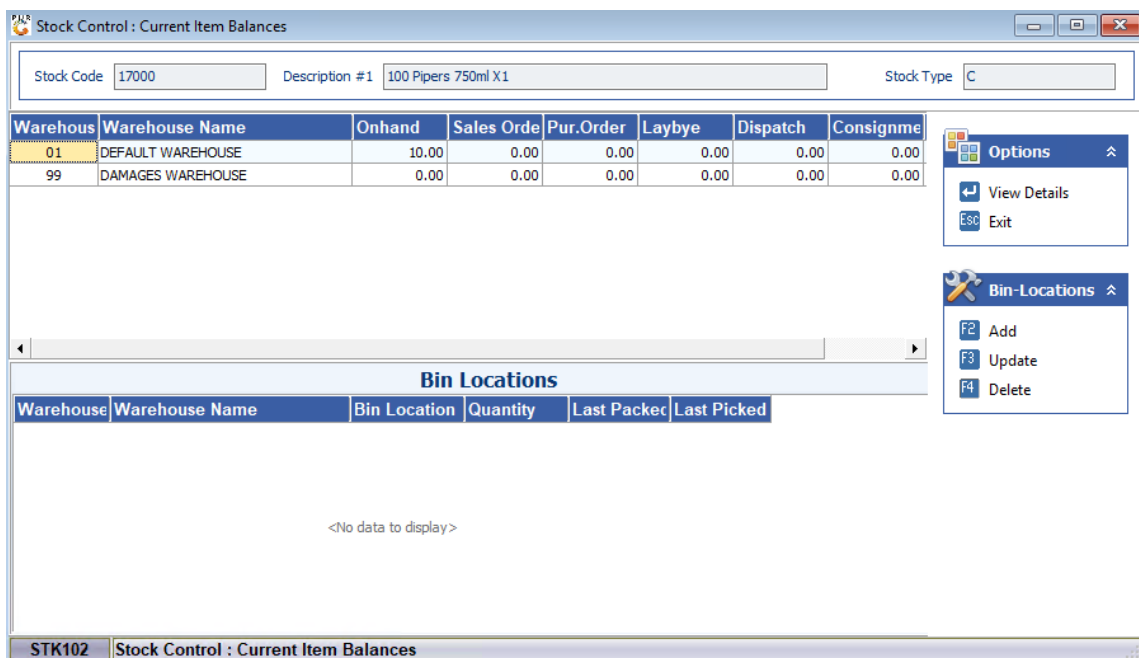 Stock Control : Current Item Balances
Stock Code 17000 Description #1 100 Pipers 750ml X1 Stock Type C
Warehous Warehouse Name Onhand Sales Orde Pur.Order Laybye Dispatch Consignme
01 DEFAULT WAREHOUSE 10.00 0.00 0.00 0.00 0.00 0.00
99 DAMAGES WAREHOUSE 0.00 0.00 0.00 0.00 0.00 0.00
Options
View Details
Esc Exit
Bin-Locations
F2 Add
F3 Update
F4 Delete
Bin Locations
Warehouse Warehouse Name Bin Location Quantity Last Packed Last Picked
<No data to display>
STK102 Stock Control : Current Item Balances